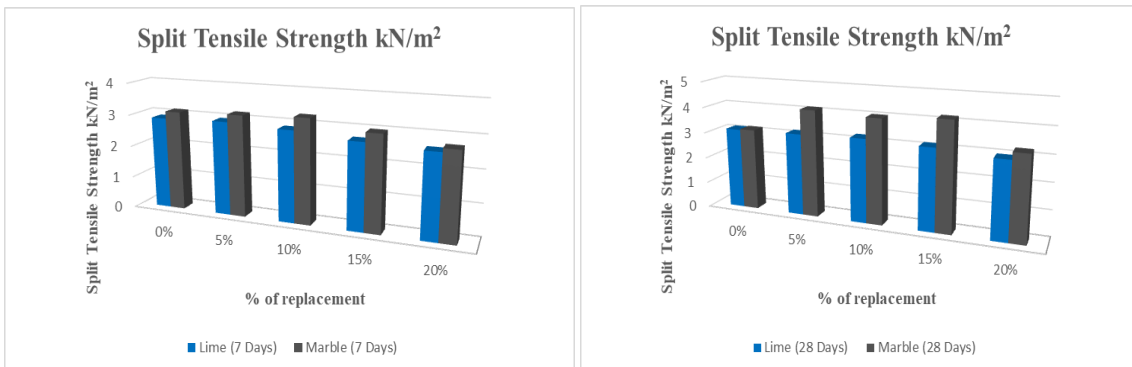 Split Tensile Strength kN/m²
Split Tensile Strength kN/m²
4
3
2
1
0
0%
5%
10%
15%
20%
% of replacement
Lime (7 Days) Marble (7 Days)
Split Tensile Strength kN/m²
Split Tensile Strength kN/m²
5
4
3
2
1
0
0%
5%
10%
15%
20%
% of replacement
Lime (28 Days) Marble (28 Days)